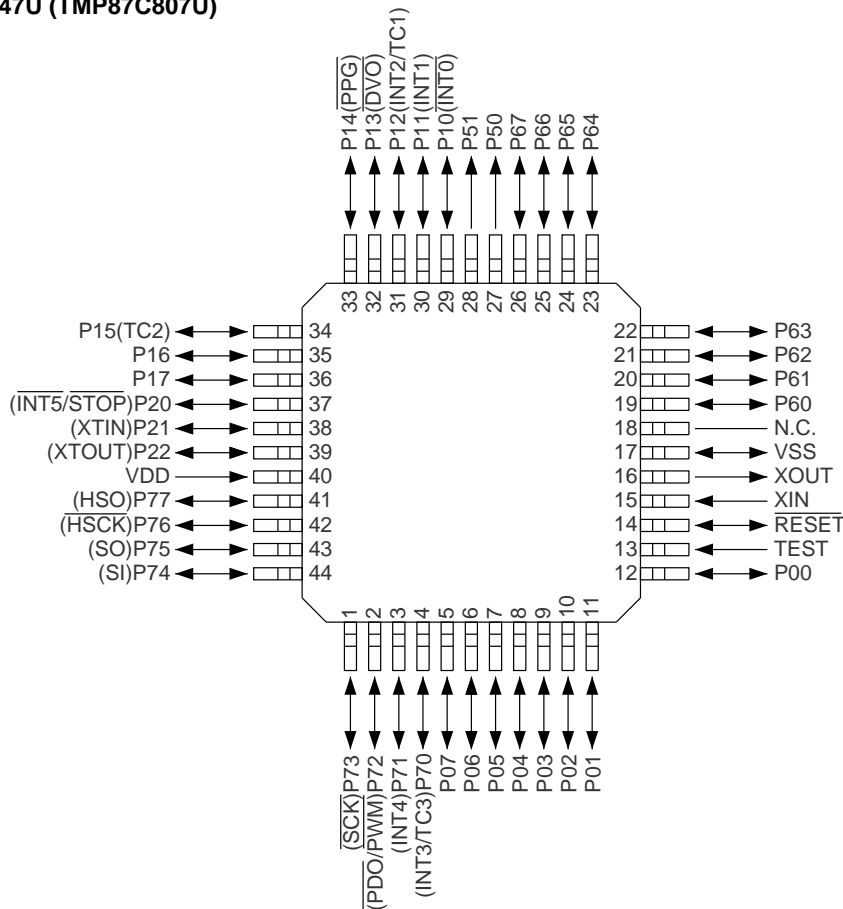 47U (TMP87C807U)
P14(PPG)
P13(DVO)
P12(INT2/TC1)
P11(INT1)
P10(INT0)
P51
P50
P67
P66
P65
P64
33
32
31
30
29
28
27
26
25
24
23
P15(TC2) 34
P16 35
P17 36
(INT5/STOP)P20 37
(XTIN)P21 38
(XTOUT)P22 39
VDD 40
(HSO)P77 41
(HSCK)P76 42
(SO)P75 43
(SI)P74 44
22 P63
21 P62
20 P61
19 P60
18 N.C.
17 VSS
16 XOUT
15 XIN
14 RESET
13 TEST
12 P00
1
2
3
4
5
6
7
8
9
10
11
(SCK)P73
(PDO/PWM)P72
(INT4)P71
(INT3/TC3)P70
P07
P06
P05
P04
P03
P02
P01